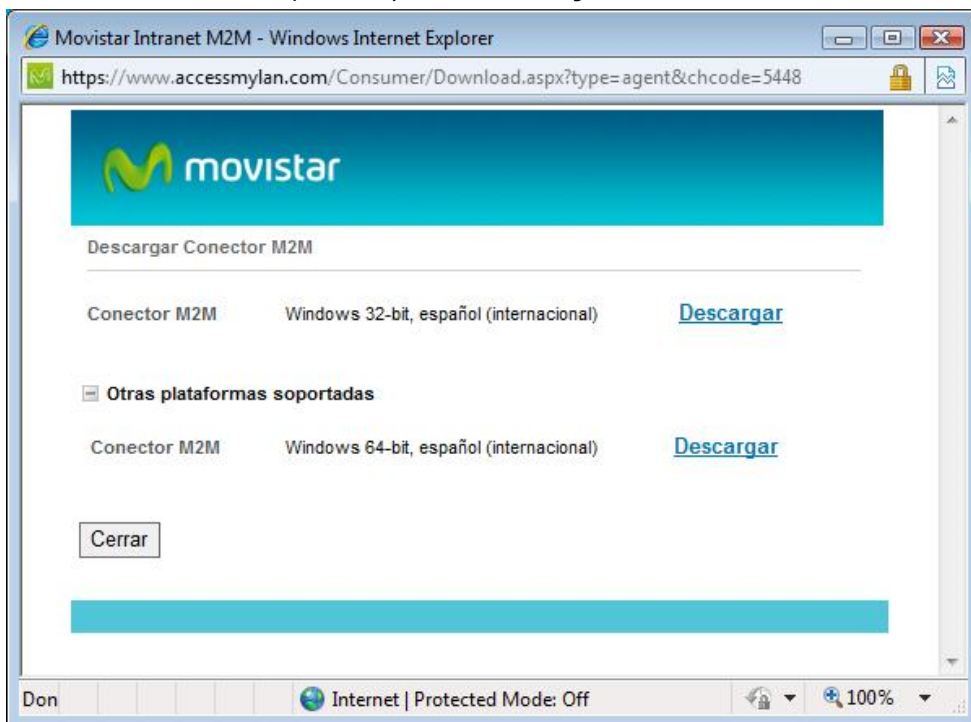 Movistar Intranet M2M - Windows Internet Explorer
https://www.accessmylan.com/Consumer/Download.aspx?type=agent&chcode=5448
movistar
Descargar Conector M2M
Conector M2M Windows 32-bit, español (internacional) Descargar
Otras plataformas soportadas
Conector M2M Windows 64-bit, español (internacional) Descargar
Cerrar
Don Internet | Protected Mode: Off 100%